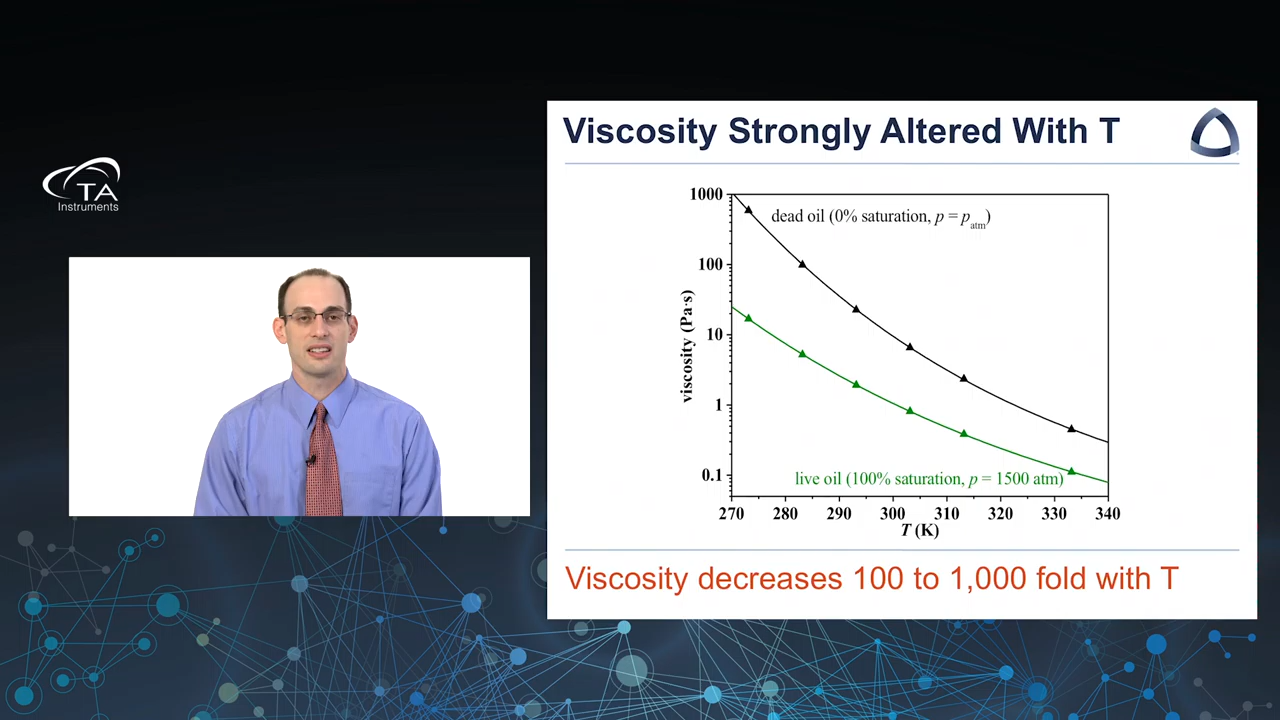 TA
Instruments
Viscosity Strongly Altered With T
1000
100
10
1
0.1
viscosity (Pa·s)
dead oil (0% saturation, p = patm)
live oil (100% saturation, p = 1500 atm)
270 280 290 300 310 320 330 340
T (K)
Viscosity decreases 100 to 1,000 fold with T